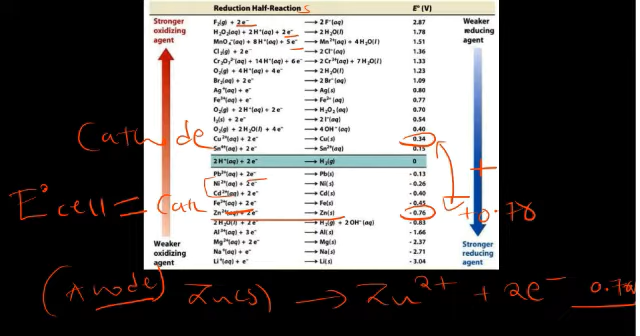 Reduction Half-Reaction s
E° (V)
Stronger oxidizing agent
Weaker reducing agent
F₂(g) + 2e⁻ ⟶ 2 F⁻(aq) 2.87
H₂O₂(aq) + 2 H⁺(aq) + 2e⁻ ⟶ 2 H₂O(l) 1.78
MnO₄⁻(aq) + 8 H⁺(aq) + 5e⁻ ⟶ Mn²⁺(aq) + 4 H₂O(l) 1.51
Cl₂(g) + 2e⁻ ⟶ 2 Cl⁻(aq) 1.36
Cr₂O₇²⁻(aq) + 14 H⁺(aq) + 6e⁻ ⟶ 2 Cr³⁺(aq) + 7 H₂O(l) 1.33
O₂(g) + 4 H⁺(aq) + 4e⁻ ⟶ 2 H₂O(l) 1.23
Br₂(aq) + 2e⁻ ⟶ 2 Br⁻(aq) 1.09
Ag⁺(aq) + e⁻ ⟶ Ag(s) 0.80
Fe³⁺(aq) + e⁻ ⟶ Fe²⁺(aq) 0.77
O₂(g) + 2 H⁺(aq) + 2e⁻ ⟶ H₂O₂(aq) 0.70
I₂(s) + 2e⁻ ⟶ 2 I⁻(aq) 0.54
O₂(g) + 2 H₂O(l) + 4e⁻ ⟶ 4 OH⁻(aq) 0.40
Cathode Cu²⁺(aq) + 2e⁻ ⟶ Cu(s) 0.34
Sn⁴⁺(aq) + 2e⁻ ⟶ Sn²⁺(aq) 0.15
2 H⁺(aq) + 2e⁻ ⟶ H₂(g) 0
+
Pb²⁺(aq) + 2e⁻ ⟶ Pb(s) -0.13
Ni²⁺(aq) + 2e⁻ ⟶ Ni(s) -0.26
Cd²⁺(aq) + 2e⁻ ⟶ Cd(s) -0.40
E° cell = Cath
Fe²⁺(aq) + 2e⁻ ⟶ Fe(s) -0.45
Zn²⁺(aq) + 2e⁻ ⟶ Zn(s) -0.76
2 H₂O(l) + 2e⁻ ⟶ H₂(g) + 2 OH⁻(aq) -0.83
Al³⁺(aq) + 3e⁻ ⟶ Al(s) -1.66
Mg²⁺(aq) + 2e⁻ ⟶ Mg(s) -2.37
Na⁺(aq) + e⁻ ⟶ Na(s) -2.71
Li⁺(aq) + e⁻ ⟶ Li(s) -3.04
Weaker oxidizing agent
Stronger reducing agent
(Anode) Zn(s) ⟶ Zn²⁺ + 2e⁻